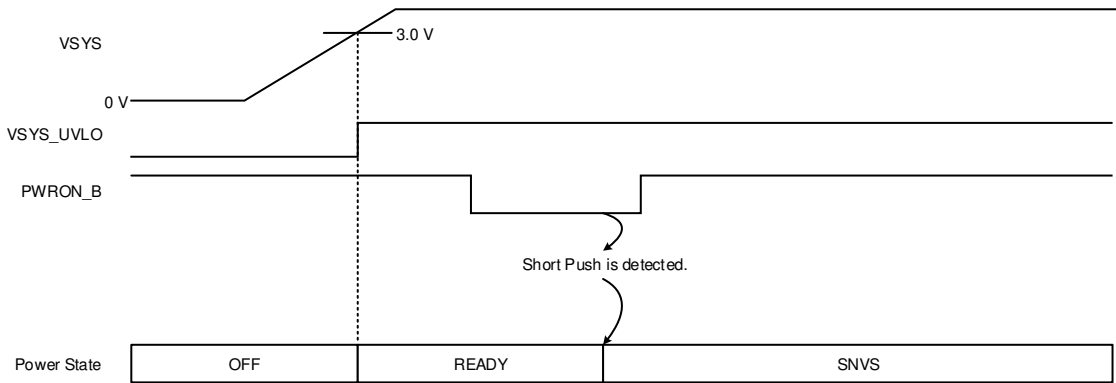 VSYS
3.0 V
0 V
VSYS_UVLO
PWRON_B
Short Push is detected.
Power State
OFF
READY
SNVS